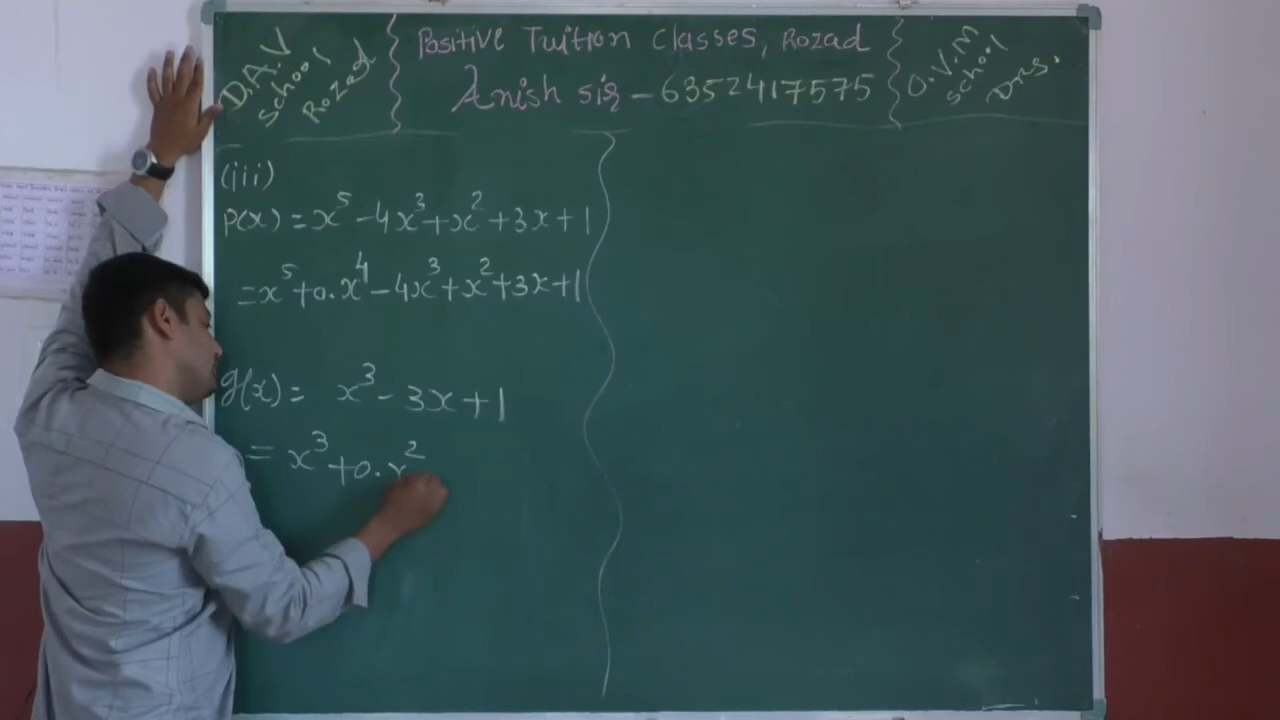 D.A.V
School
Rozad
Positive Tuition Classes, Rozad
Anish sir - 6352417575
O.V.M
School
(iii)
p(x) = x⁵ - 4x³ + x² + 3x + 1
= x⁵ + 0.x⁴ - 4x³ + x² + 3x + 1
g(x) = x³ - 3x + 1
= x³ + 0.x²